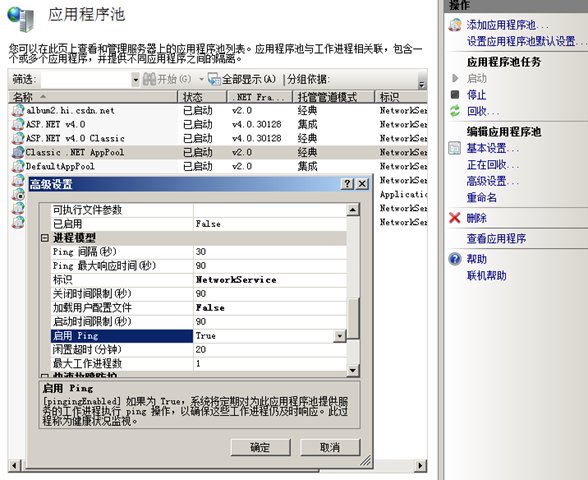 应用程序池
您可以在此页上查看和管理服务器上的应用程序池列表。应用程序池与工作进程相关联，包含一
个或多个应用程序，并提供不同应用程序之间的隔离。
筛选: 开始(G) 全部显示(A) 分组依据:
名称 状态 .NET Fra... 托管管道模式 标识
album2.hi.csdn.net 已启动 v2.0 经典 NetworkSer
ASP.NET v4.0 已启动 v4.0.30128 集成 NetworkSer
ASP.NET v4.0 Classic 已启动 v4.0.30128 经典 NetworkSer
Classic .NET AppPool 已启动 v2.0 经典 NetworkSer
DefaultAppPool 已启动 v2.0 集成 NetworkSer
NetworkSer
Applicatio
NetworkSer
NetworkSer
高级设置
可执行文件参数
已启用 False
进程模型
Ping 间隔(秒) 30
Ping 最大响应时间(秒) 90
标识 NetworkService
关闭时间限制(秒) 90
加载用户配置文件 False
启动时间限制(秒) 90
启用 Ping True
闲置超时(分钟) 20
最大工作进程数 1
快速故障防护
启用 Ping
[pingingEnabled] 如果为 True，系统将定期对为此应用程序池提供服
务的工作进程执行 ping 操作，以确保这些工作进程仍及时响应。此过
程称为健康状况监视。
确定 取消
操作
添加应用程序池...
设置应用程序池默认设置...
应用程序池任务
启动
停止
回收...
编辑应用程序池
基本设置...
正在回收...
高级设置...
重命名
删除
查看应用程序
帮助
联机帮助